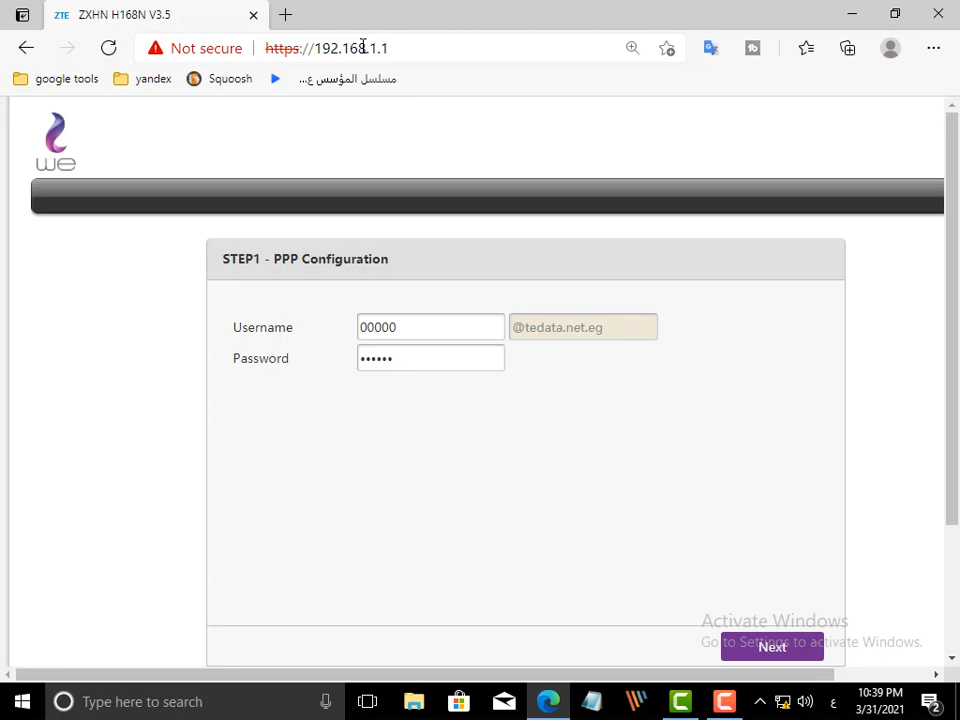 ZTE ZXHN H168N V3.5
Not secure https://192.168.1.1
google tools yandex Squoosh مسلسل المؤسس ع...
we
STEP1 - PPP Configuration
Username 00000 @tedata.net.eg
Password ••••••
Activate Windows
Go to Settings to activate Windows.
Next
Type here to search
ع
10:39 PM
3/31/2021
2